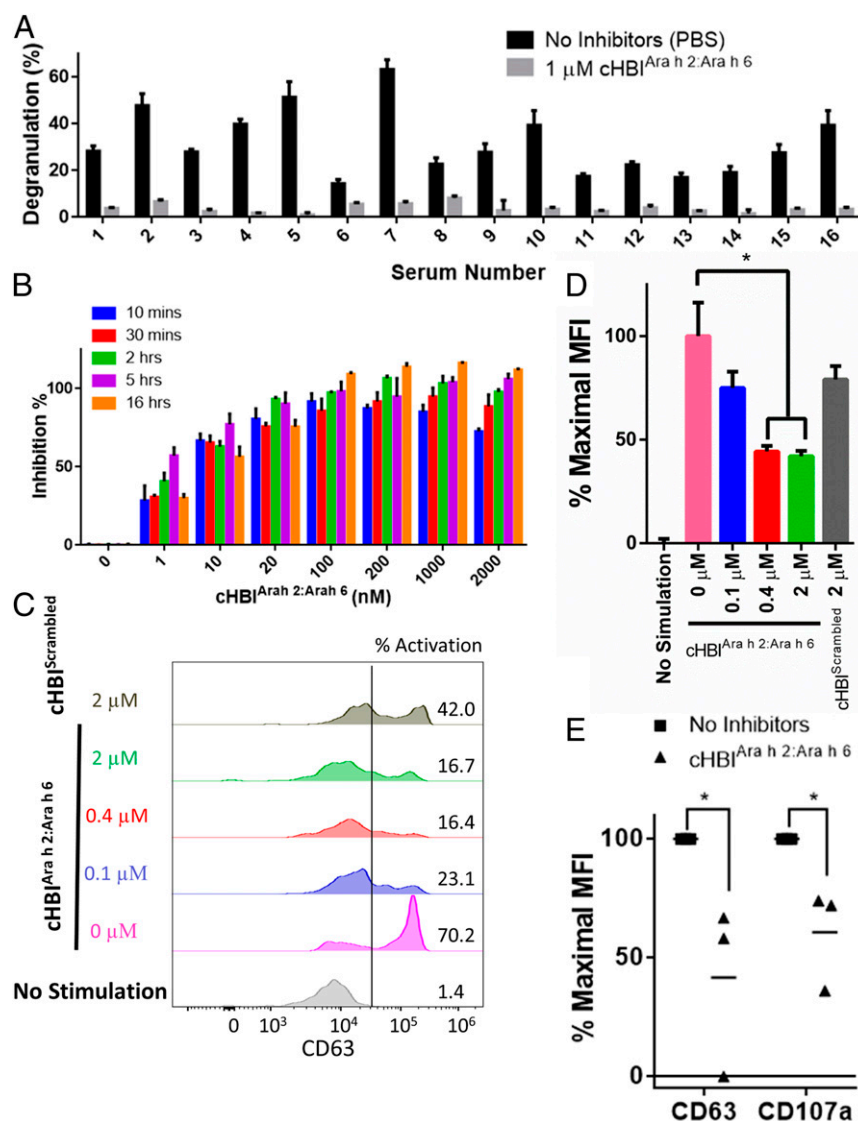 A
Degranulation (%)
60
40
20
0
No Inhibitors (PBS)
1 μM cHBI^Ara h 2:Ara h 6
1 2 3 4 5 6 7 8 9 10 11 12 13 14 15 16
Serum Number
B
Inhibition %
100
50
0
10 mins
30 mins
2 hrs
5 hrs
16 hrs
0 1 10 20 100 200 1000 2000
cHBI^Arah 2:Arah 6 (nM)
C
% Activation
cHBI^Scrambled
2 μM
42.0
cHBI^Ara h 2:Ara h 6
2 μM
16.7
0.4 μM
16.4
0.1 μM
23.1
0 μM
70.2
No Stimulation
1.4
0 10^3 10^4 10^5 10^6
CD63
D
*
% Maximal MFI
100
50
0
No Simulation
0 μM
0.1 μM
0.4 μM
2 μM
2 μM
cHBI^Ara h 2:Ara h 6
cHBI^Scrambled
E
No Inhibitors
cHBI^Ara h 2:Ara h 6
* *
% Maximal MFI
100
50
0
CD63 CD107a